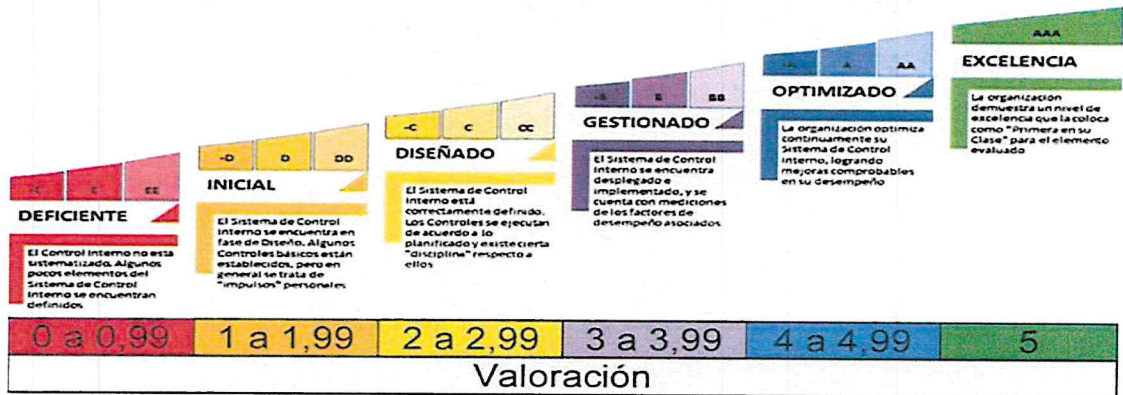 -E E EE
DEFICIENTE
El Control Interno no está
sistematizado. Algunos
pocos elementos del
Sistema de Control
Interno se encuentran
definidos
-D D DD
INICIAL
El Sistema de Control
Interno se encuentra en
fase de Diseño. Algunos
Controles básicos están
establecidos, pero en
general se trata de
"impulsos" personales
-C C CC
DISEÑADO
El Sistema de Control
Interno está
correctamente definido.
Los Controles se ejecutan
de acuerdo a lo
planificado y existe cierta
"disciplina" respecto a
ellos
-B B BB
GESTIONADO
El Sistema de Control
Interno se encuentra
desplegado e
implementado, y se
cuenta con mediciones
de los factores de
desempeño asociados
-A A AA
OPTIMIZADO
La organización optimiza
continuamente su
Sistema de Control
Interno, logrando
mejoras comprobables
en su desempeño
AAA
EXCELENCIA
La organización
demuestra un nivel de
excelencia que la coloca
como "Primera en su
Clase" para el elemento
evaluado
0 a 0,99 1 a 1,99 2 a 2,99 3 a 3,99 4 a 4,99 5
Valoración